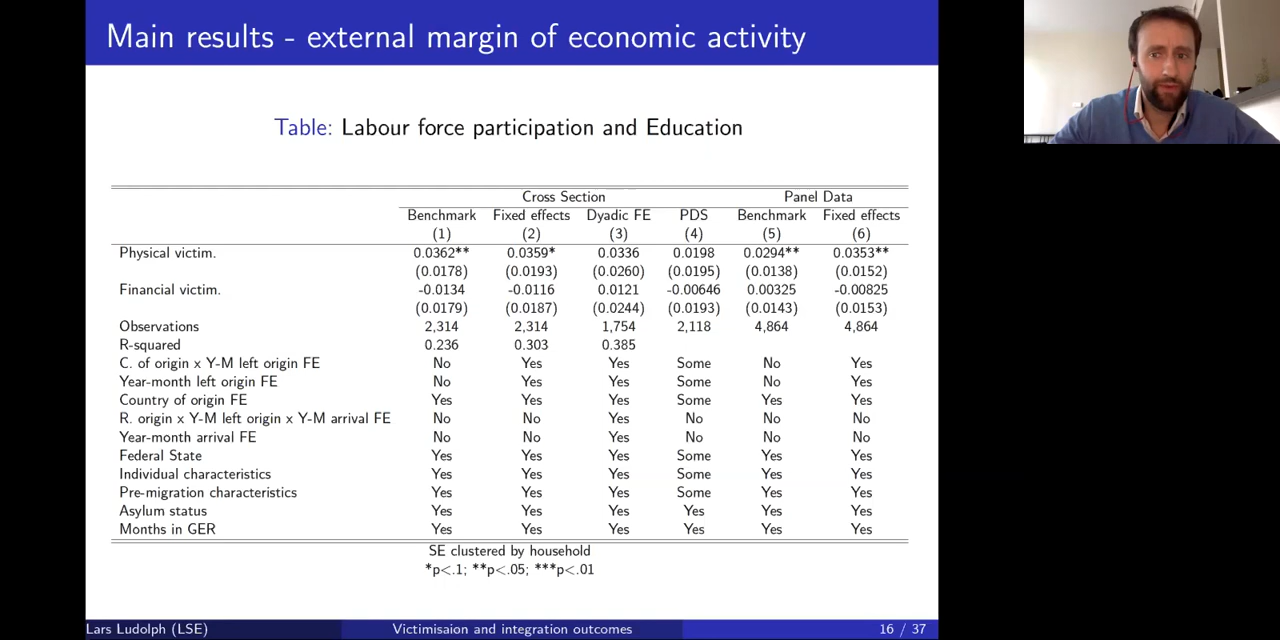 Main results - external margin of economic activity
Table: Labour force participation and Education
Cross Section Panel Data
Benchmark Fixed effects Dyadic FE PDS Benchmark Fixed effects
(1) (2) (3) (4) (5) (6)
Physical victim. 0.0362** 0.0359* 0.0336 0.0198 0.0294** 0.0353**
(0.0178) (0.0193) (0.0260) (0.0195) (0.0138) (0.0152)
Financial victim. -0.0134 -0.0116 0.0121 -0.00646 0.00325 -0.00825
(0.0179) (0.0187) (0.0244) (0.0193) (0.0143) (0.0153)
Observations 2,314 2,314 1,754 2,118 4,864 4,864
R-squared 0.236 0.303 0.385
C. of origin x Y-M left origin FE No Yes Yes Some No Yes
Year-month left origin FE No Yes Yes Some No Yes
Country of origin FE Yes Yes Yes Some Yes Yes
R. origin x Y-M left origin x Y-M arrival FE No No Yes No No No
Year-month arrival FE No No Yes No No No
Federal State Yes Yes Yes Some Yes Yes
Individual characteristics Yes Yes Yes Some Yes Yes
Pre-migration characteristics Yes Yes Yes Some Yes Yes
Asylum status Yes Yes Yes Yes Yes Yes
Months in GER Yes Yes Yes Yes Yes Yes
SE clustered by household
*p<.1; **p<.05; ***p<.01
Lars Ludolph (LSE) Victimisaion and integration outcomes 16 / 37